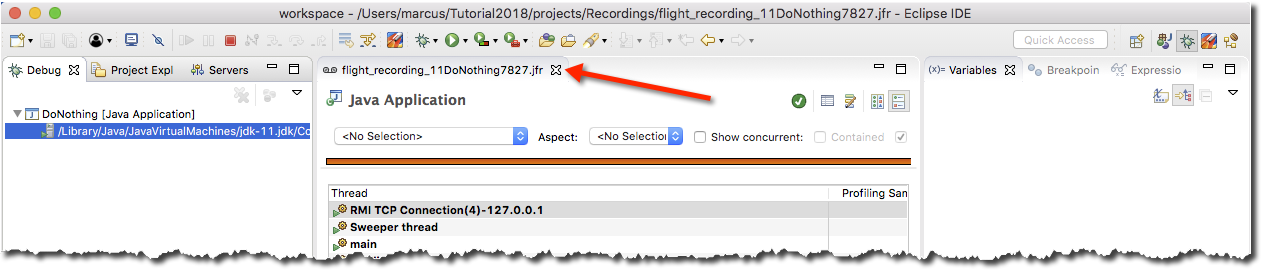 workspace - /Users/marcus/Tutorial2018/projects/Recordings/flight_recording_11DoNothing7827.jfr - Eclipse IDE
Quick Access
Debug Project Expl Servers
flight_recording_11DoNothing7827.jfr
(x)= Variables Breakpoin Expressio
DoNothing [Java Application]
/Library/Java/JavaVirtualMachines/jdk-11.jdk/Co
Java Application
<No Selection> Aspect: <No Selection Show concurrent: Contained
Thread Profiling San
RMI TCP Connection(4)-127.0.0.1
Sweeper thread
main